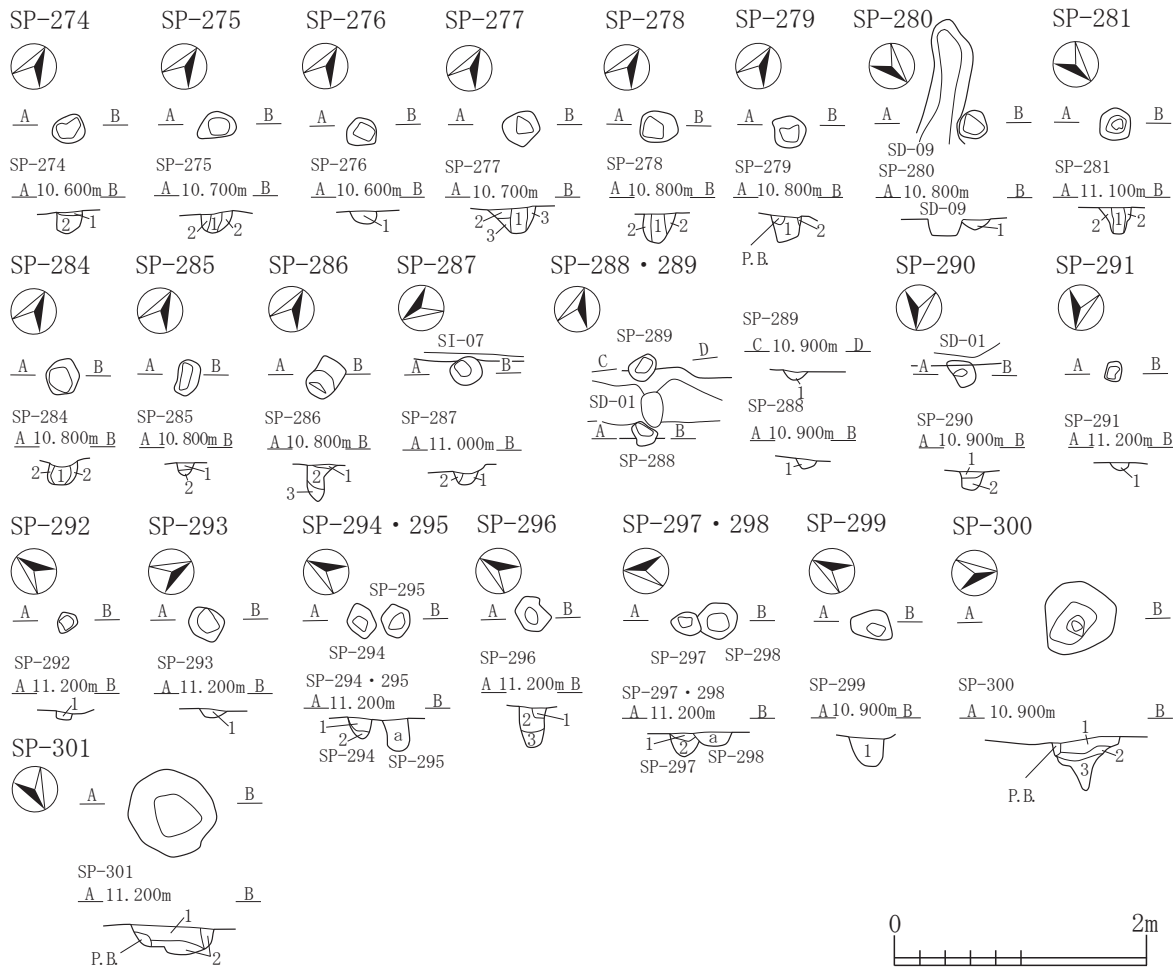 SP-274 SP-275 SP-276 SP-277 SP-278 SP-279 SP-280 SP-281
A B A B A B A B A B A B A B A B
SD-09
SP-274 SP-275 SP-276 SP-277 SP-278 SP-279 SP-280 SP-281
A 10.600m B A 10.700m B A 10.600m B A 10.700m B A 10.800m B A 10.800m B A 10.800m B A 11.100m B
SD-09
2 1 2 1 2 1 2 3 1 3 2 1 2 1 2 1 2 1 2
P.B.
SP-284 SP-285 SP-286 SP-287 SP-288・289 SP-290 SP-291
SI-07 SP-289 SP-289 SD-01
A B A B A B A B C D C 10.900m D A B A B
1
SD-01
SP-284 SP-285 SP-286 SP-287 SP-288 SP-290 SP-291
A B
A 10.800m B A 10.800m B A 10.800m B A 11.000m B A 10.900m B A 10.900m B A 11.200m B
SP-288
2 1 2 1 2 2 1 3 2 1 1 1 2 1
SP-292 SP-293 SP-294・295 SP-296 SP-297・298 SP-299 SP-300
SP-295
A B A B A B A B A B A B A B
SP-294 SP-297 SP-298
SP-292 SP-293 SP-294・295 SP-296 SP-297・298 SP-299 SP-300
A 11.200m B A 11.200m B A 11.200m B A 11.200m B A 11.200m B A 10.900m B A 10.900m B
1 1 1 2 a 2 1 3 1 2 a 1 1 2 3
SP-294 SP-295 SP-297 SP-298
P.B.
SP-301
A B
SP-301
A 11.200m B
1
P.B. 2
0 2m